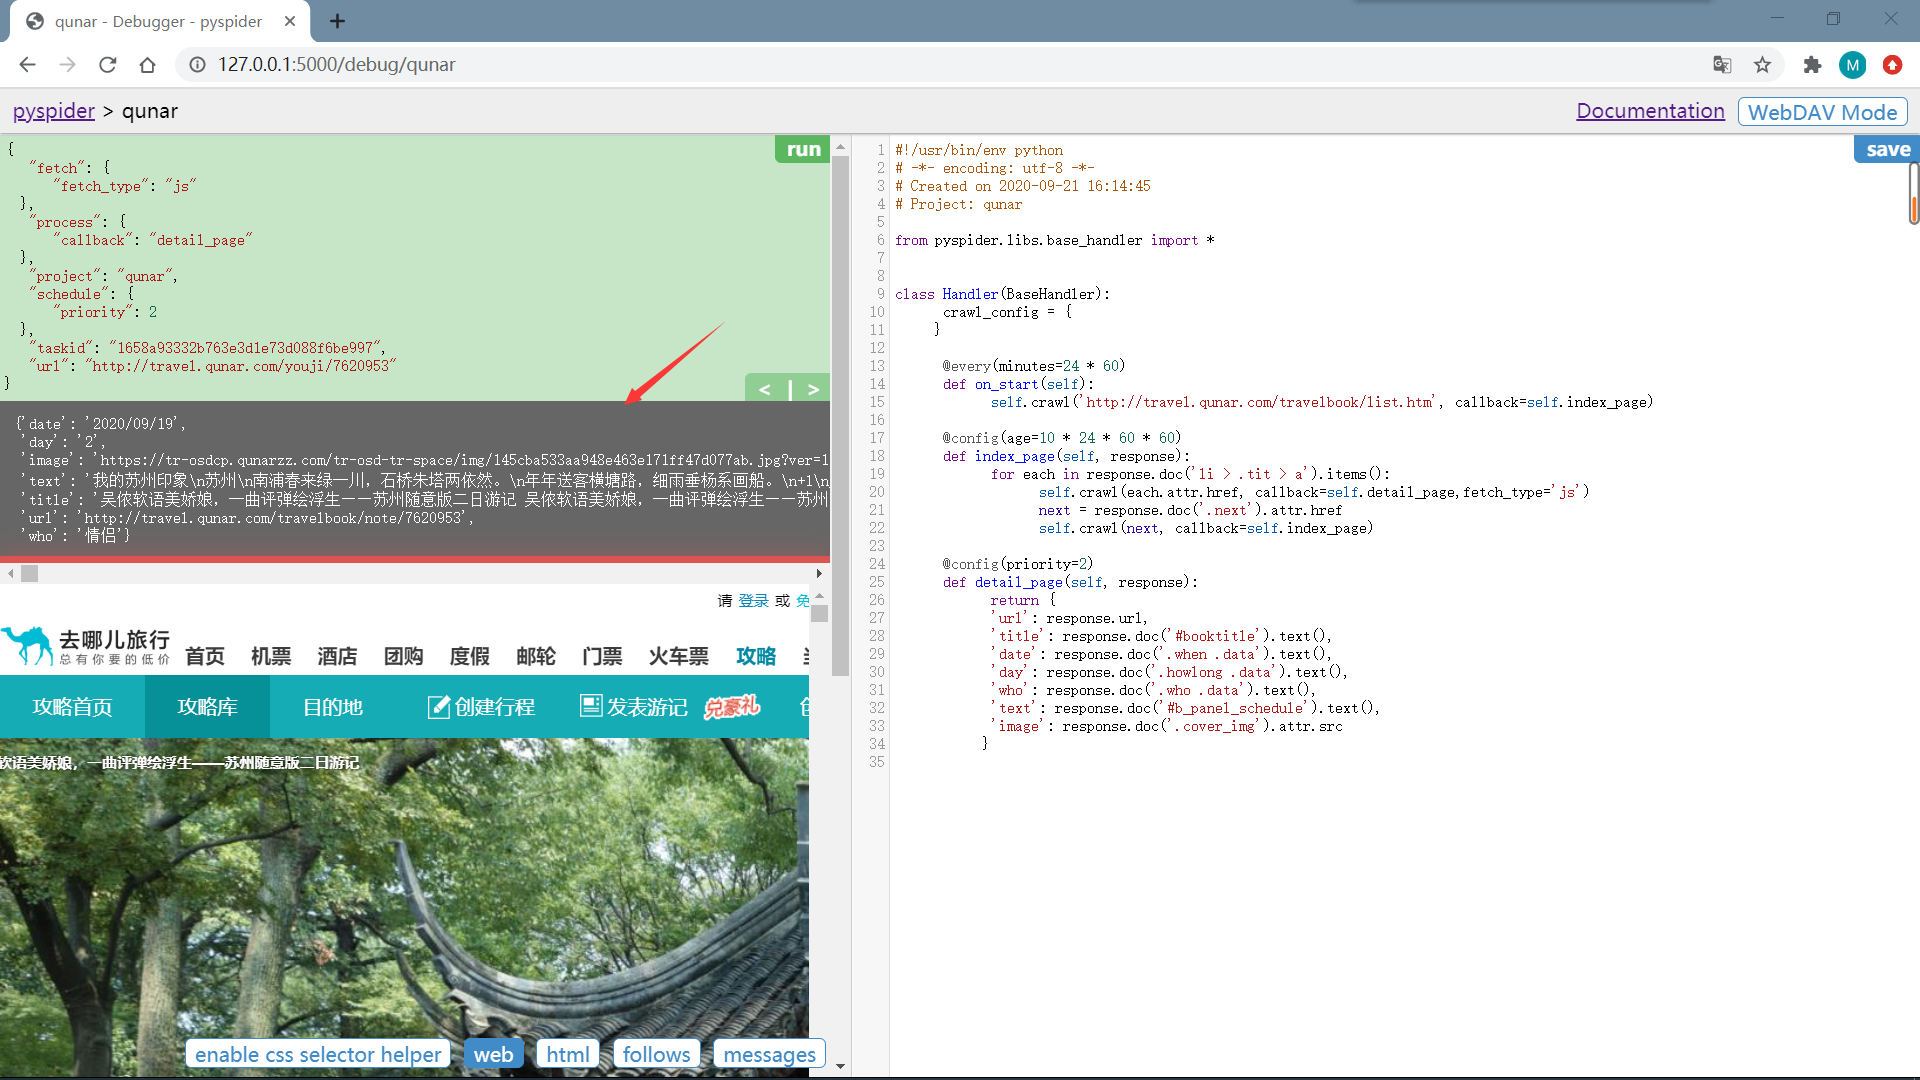 qunar - Debugger - pyspider
127.0.0.1:5000/debug/qunar
M
pyspider > qunar
Documentation
WebDAV Mode
run
{
"fetch": {
"fetch_type": "js"
},
"process": {
"callback": "detail_page"
},
"project": "qunar",
"schedule": {
"priority": 2
},
"taskid": "1658a93332b763e3d1e73d088f6be997",
"url": "http://travel.qunar.com/youji/7620953"
}
< | >
{'date': '2020/09/19',
'day': '2',
'image': 'https://tr-osdcp.qunarzz.com/tr-osd-tr-space/img/145cba533aa948e463e171ff47d077ab.jpg?ver=1
'text': '我的苏州印象\n苏州\n南浦春来绿一川，石桥朱塔两依然。\n年年送客横塘路，细雨垂杨系画船。\n+1\n
'title': '吴侬软语美娇娘，一曲评弹绘浮生——苏州随意版二日游记 吴侬软语美娇娘，一曲评弹绘浮生——苏州
'url': 'http://travel.qunar.com/travelbook/note/7620953',
'who': '情侣'}
请 登录 或 免
去哪儿旅行
总有你要的低价
首页 机票 酒店 团购 度假 邮轮 门票 火车票 攻略
攻略首页 攻略库 目的地 创建行程 发表游记 兑豪礼
软语美娇娘，一曲评弹绘浮生——苏州随意版二日游记
enable css selector helper
web
html
follows
messages
save
1 #!/usr/bin/env python
2 # -*- encoding: utf-8 -*-
3 # Created on 2020-09-21 16:14:45
4 # Project: qunar
5
6 from pyspider.libs.base_handler import *
7
8
9 class Handler(BaseHandler):
10 crawl_config = {
11 }
12
13 @every(minutes=24 * 60)
14 def on_start(self):
15 self.crawl('http://travel.qunar.com/travelbook/list.htm', callback=self.index_page)
16
17 @config(age=10 * 24 * 60 * 60)
18 def index_page(self, response):
19 for each in response.doc('li > .tit > a').items():
20 self.crawl(each.attr.href, callback=self.detail_page,fetch_type='js')
21 next = response.doc('.next').attr.href
22 self.crawl(next, callback=self.index_page)
23
24 @config(priority=2)
25 def detail_page(self, response):
26 return {
27 'url': response.url,
28 'title': response.doc('#booktitle').text(),
29 'date': response.doc('.when .data').text(),
30 'day': response.doc('.howlong .data').text(),
31 'who': response.doc('.who .data').text(),
32 'text': response.doc('#b_panel_schedule').text(),
33 'image': response.doc('.cover_img').attr.src
34 }
35